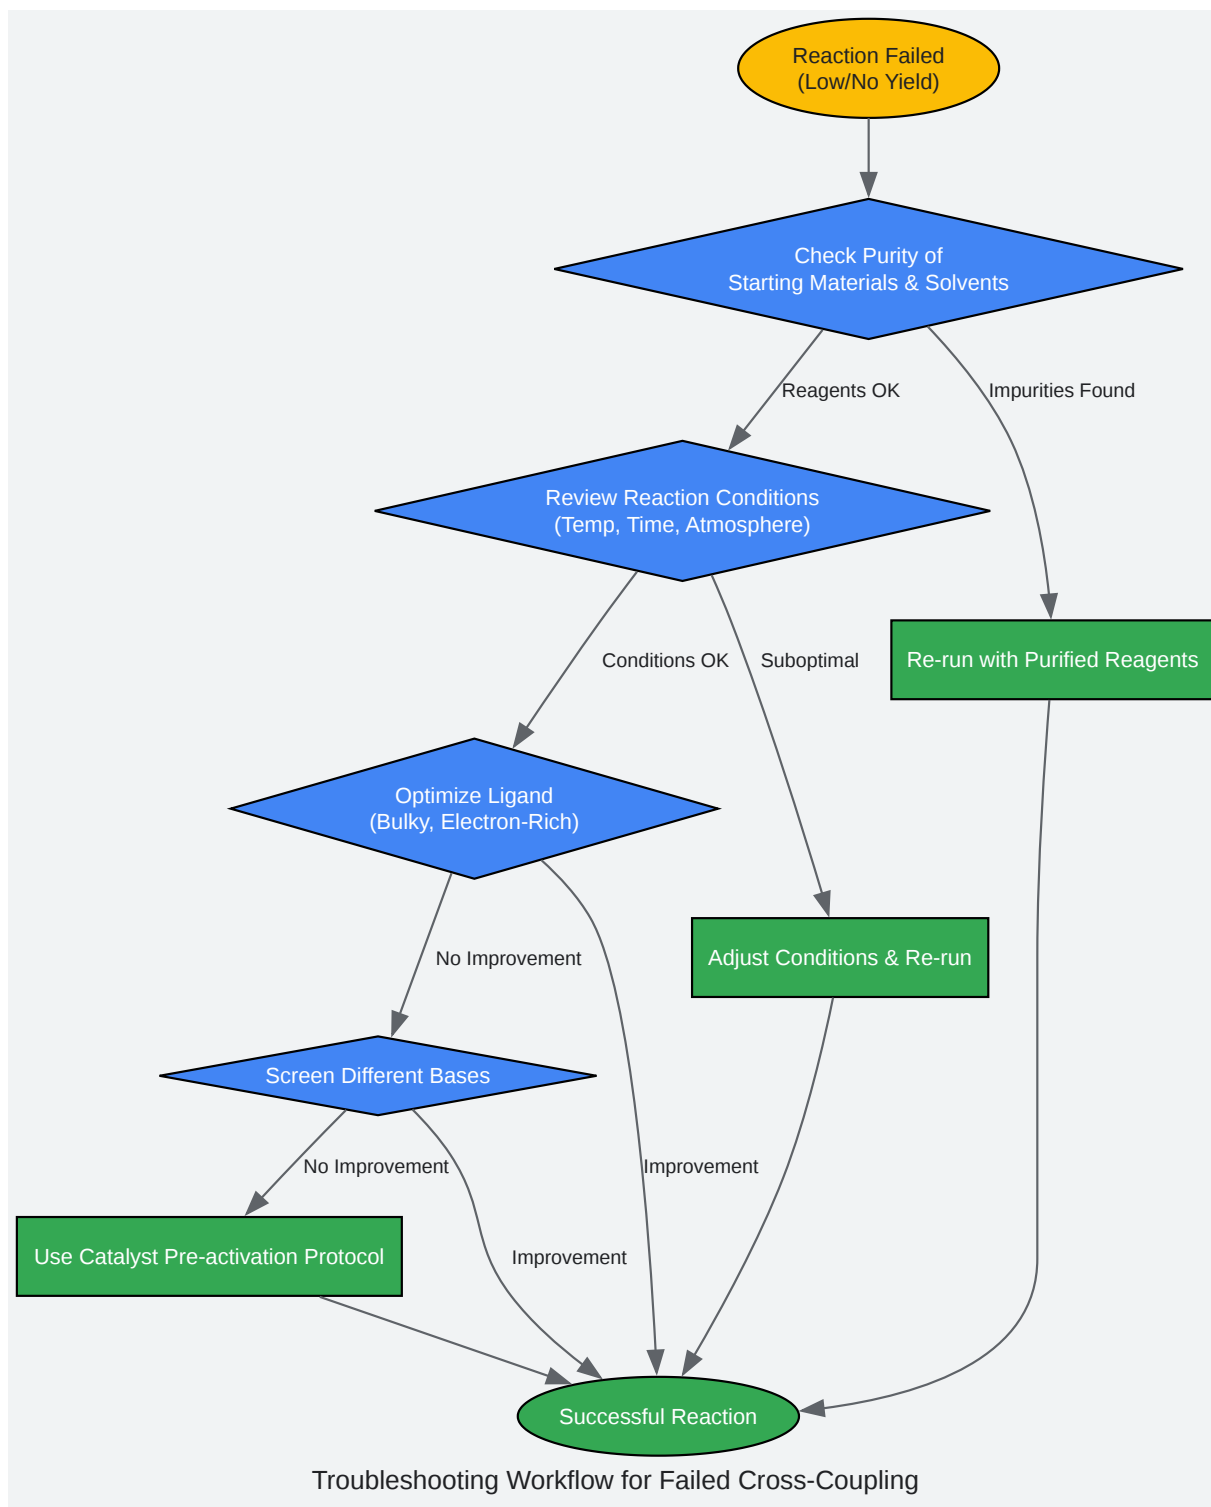 Reaction Failed
(Low/No Yield)
Check Purity of
Starting Materials & Solvents
Reagents OK
Impurities Found
Review Reaction Conditions
(Temp, Time, Atmosphere)
Conditions OK
Suboptimal
Re-run with Purified Reagents
Optimize Ligand
(Bulky, Electron-Rich)
No Improvement
Adjust Conditions & Re-run
Screen Different Bases
No Improvement
Improvement
Use Catalyst Pre-activation Protocol
Improvement
Successful Reaction
Troubleshooting Workflow for Failed Cross-Coupling